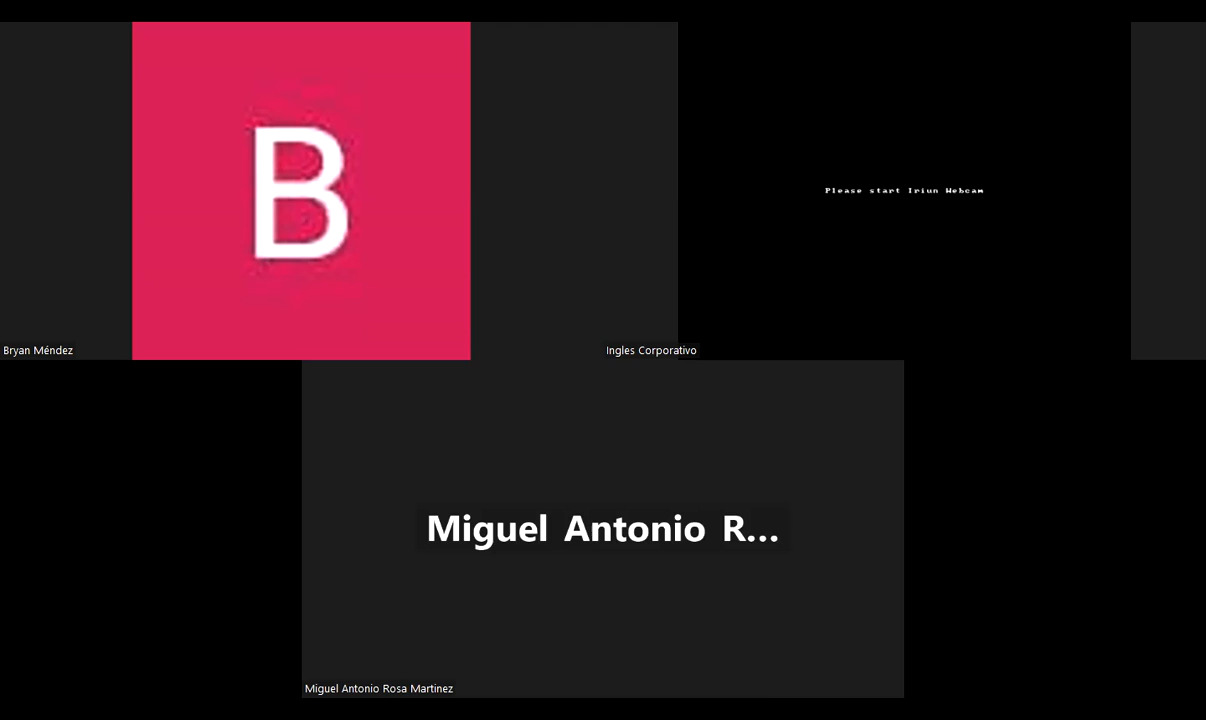 B
Please start Iriun Webcam
Bryan Méndez
Ingles Corporativo
Miguel Antonio R...
Miguel Antonio Rosa Martinez